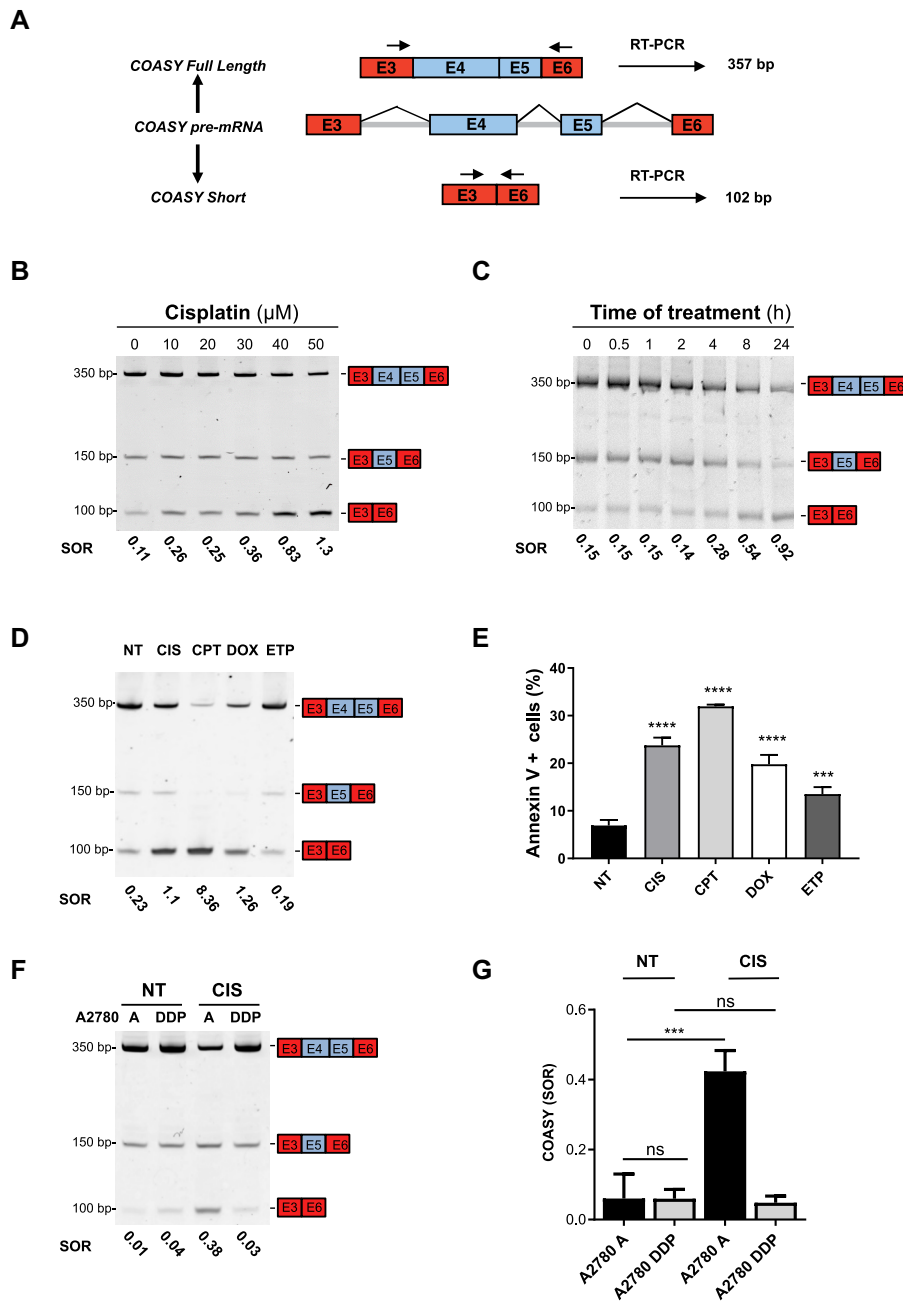 A
COASY Full Length
E3 E4 E5 E6
RT-PCR
357 bp
COASY pre-mRNA
E3 E4 E5 E6
COASY Short
E3 E6
RT-PCR
102 bp
B
Cisplatin (µM)
0 10 20 30 40 50
350 bp
E3 E4 E5 E6
150 bp
E3 E5 E6
100 bp
E3 E6
SOR
0.11 0.26 0.25 0.36 0.83 1.3
C
Time of treatment (h)
0 0.5 1 2 4 8 24
350 bp
E3 E4 E5 E6
150 bp
E3 E5 E6
100 bp
E3 E6
SOR
0.15 0.15 0.15 0.14 0.28 0.54 0.92
D
NT CIS CPT DOX ETP
350 bp
E3 E4 E5 E6
150 bp
E3 E5 E6
100 bp
E3 E6
SOR
0.23 1.1 8.36 1.26 0.19
E
Annexin V + cells (%)
40
30
20
10
0
**** **** **** ***
NT CIS CPT DOX ETP
F
NT CIS
A2780 A DDP A DDP
350 bp
E3 E4 E5 E6
150 bp
E3 E5 E6
100 bp
E3 E6
SOR
0.01 0.04 0.38 0.03
G
NT CIS
ns
***
ns
COASY (SOR)
0.6
0.4
0.2
0.0
A2780 A A2780 DDP A2780 A A2780 DDP